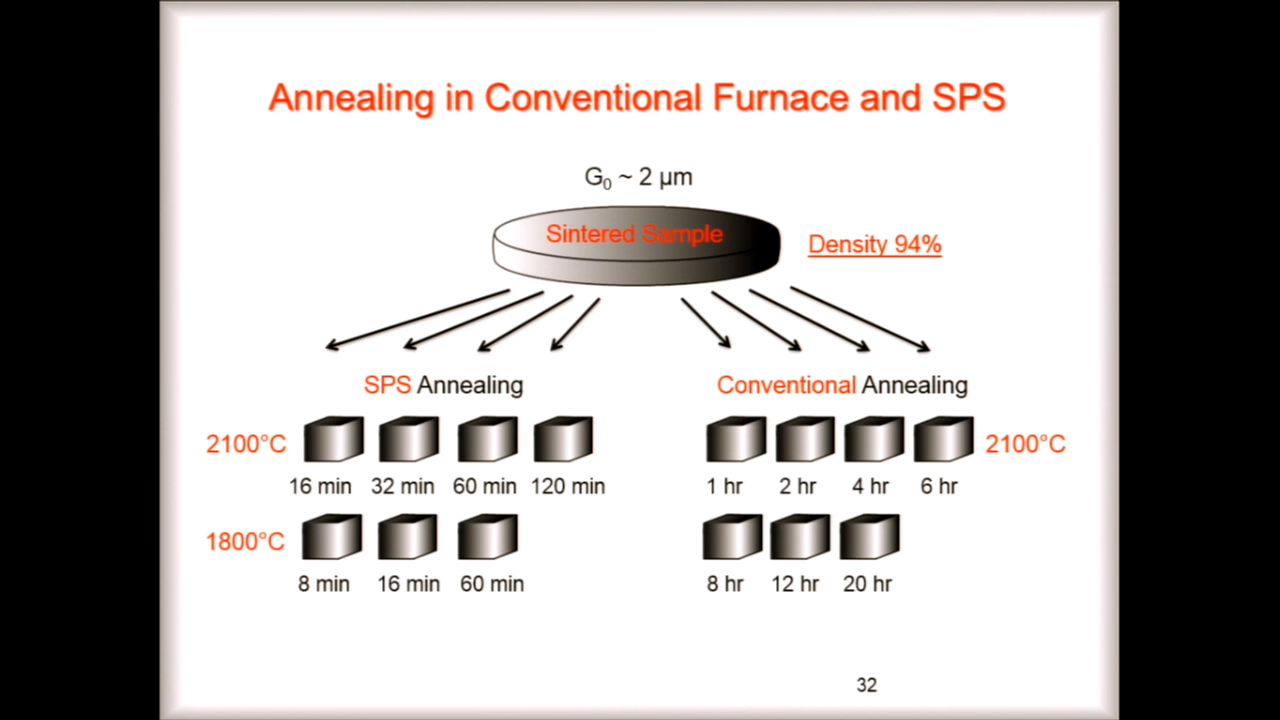 Annealing in Conventional Furnace and SPS
G₀ ~ 2 µm
Sintered Sample
Density 94%
SPS Annealing
Conventional Annealing
2100°C
2100°C
16 min 32 min 60 min 120 min
1 hr 2 hr 4 hr 6 hr
1800°C
8 min 16 min 60 min
8 hr 12 hr 20 hr
32